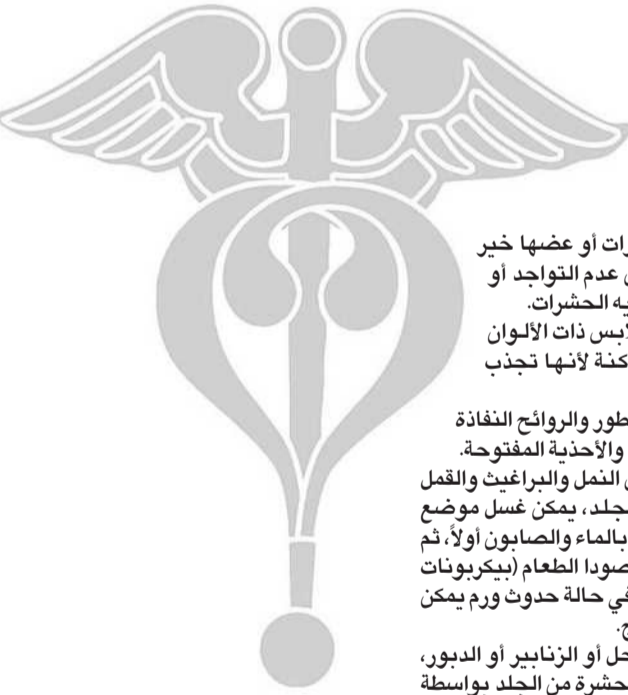 رات أو عضها خير
عدم التواجد أو
يه الحشرات.
لابس ذات الألوان
كنة لأنها تجذب
طور والروائح النفاذة
والأحذية المفتوحة.
النمل والبراغيث والقمل
جلد، يمكن غسل موضع
بالماء والصابون أولاً، ثم
صودا الطعام (بيكربونات
في حالة حدوث ورم يمكن
ج.
حل أو الزنابير أو الدبور،
حشرة من الجلد بواسطة